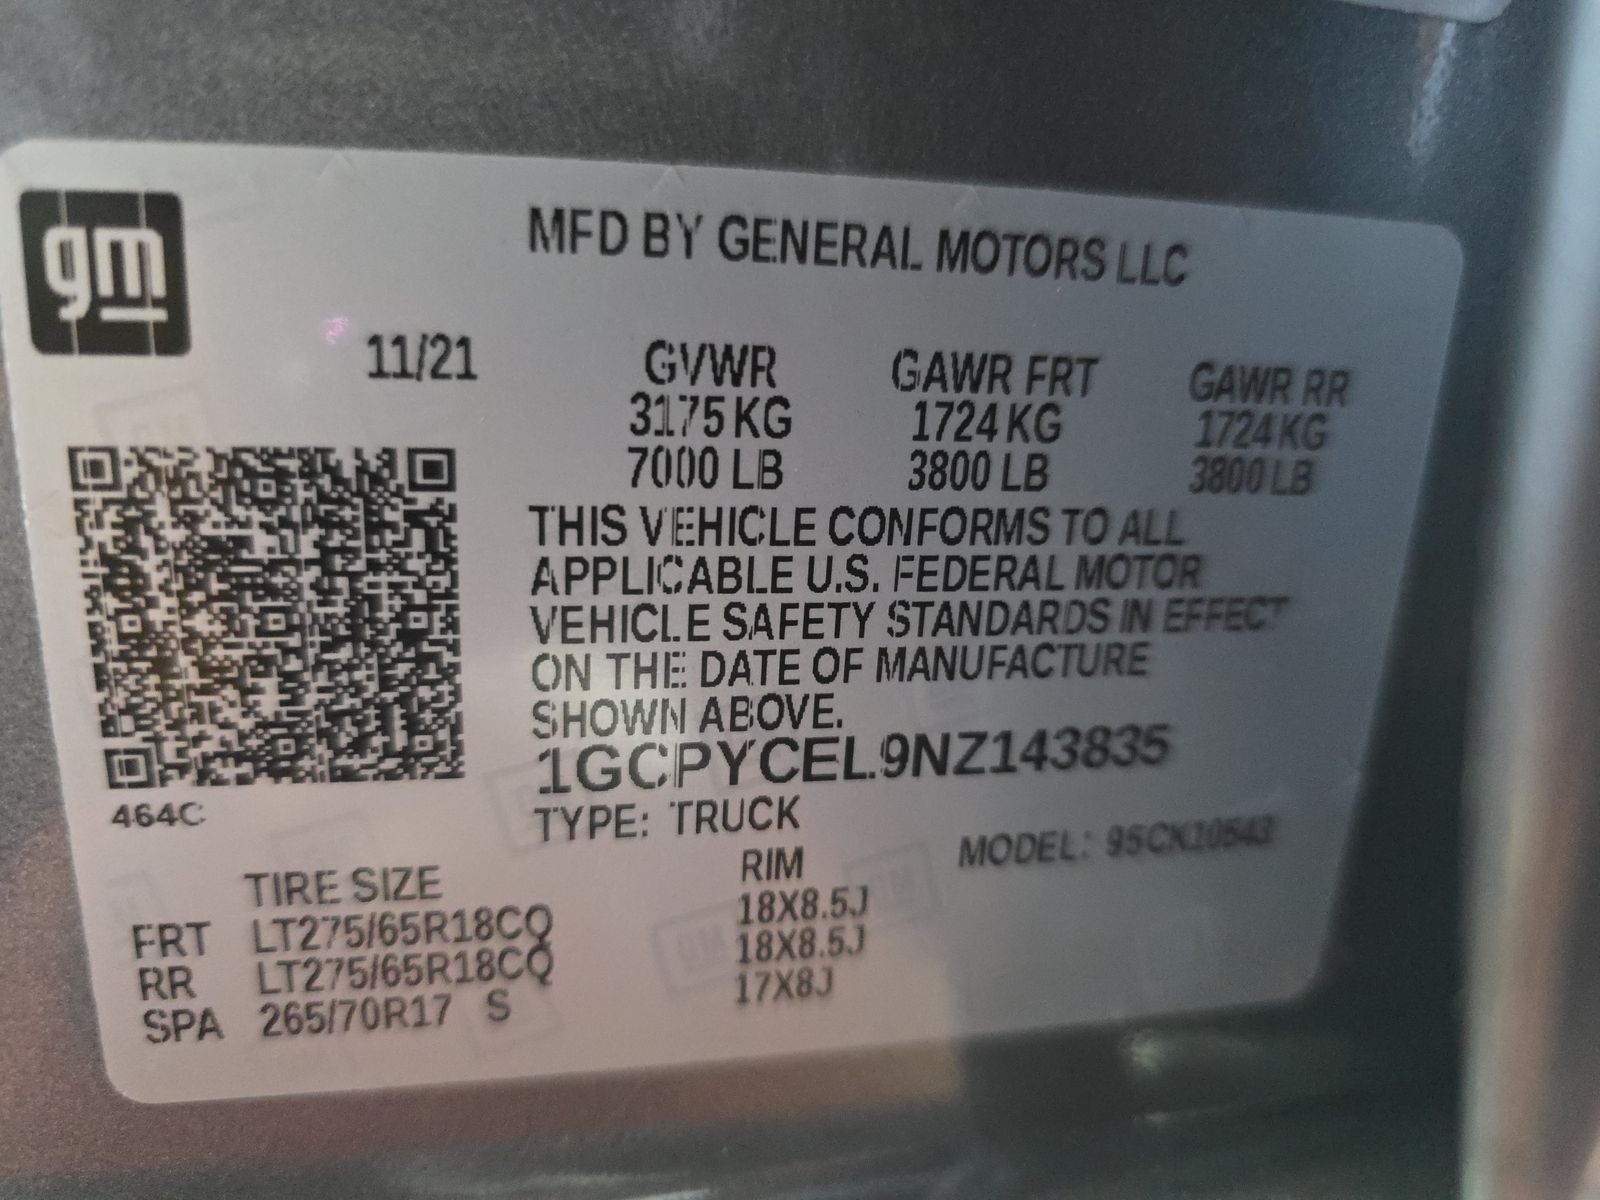 gm
MFD BY GENERAL MOTORS LLC
11/21 GVWR GAWR FRT GAWR RR
3175 KG 1724 KG 1724 KG
7000 LB 3800 LB 3800 LB
THIS VEHICLE CONFORMS TO ALL
APPLICABLE U.S. FEDERAL MOTOR
VEHICLE SAFETY STANDARDS IN EFFECT
ON THE DATE OF MANUFACTURE
SHOWN ABOVE.
1GCPYCEL9NZ143835
464C
TYPE: TRUCK
MODEL: 95CK10543
TIRE SIZE RIM
FRT LT275/65R18CQ 18X8.5J
RR LT275/65R18CQ 18X8.5J
SPA 265/70R17 S 17X8J